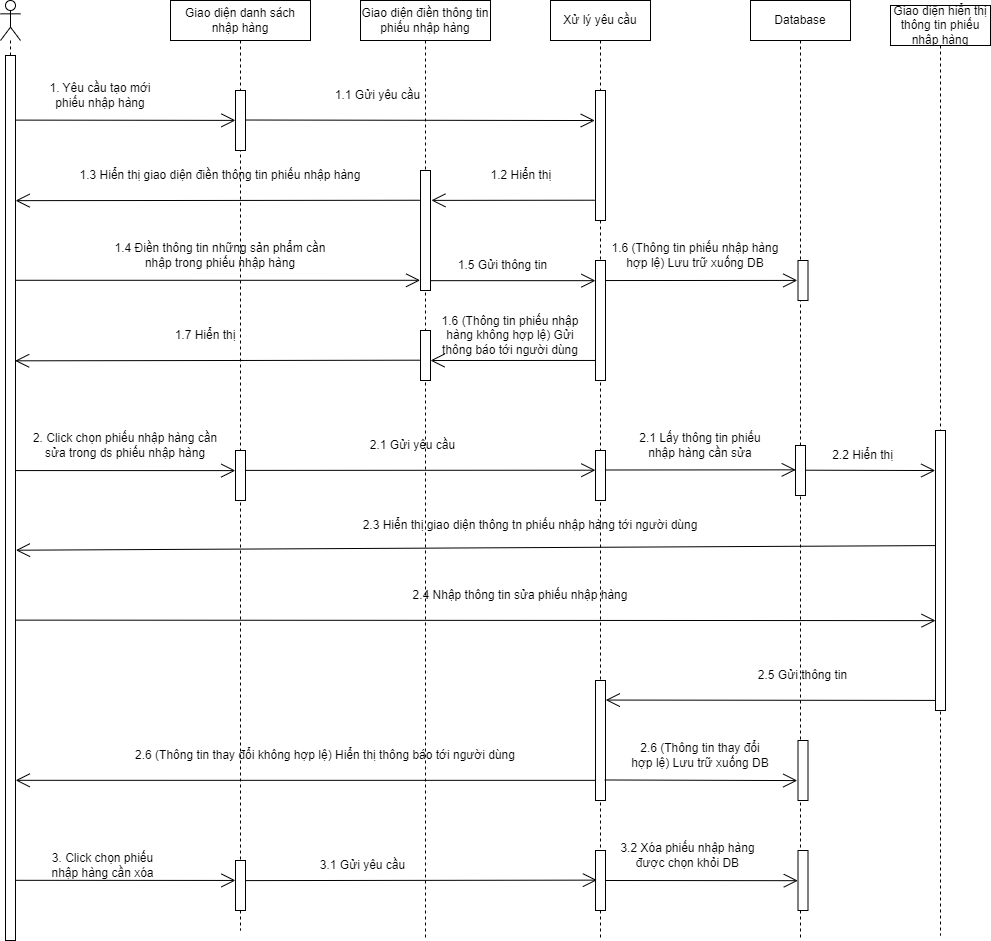 Giao diện danh sách
nhập hàng
Giao diện điền thông tin
phiếu nhập hàng
Xử lý yêu cầu
Database
Giao diện hiển thị
thông tin phiếu
nhập hàng
1. Yêu cầu tạo mới
phiếu nhập hàng
1.1 Gửi yêu cầu
1.3 Hiển thị giao diện điền thông tin phiếu nhập hàng
1.2 Hiển thị
1.4 Điền thông tin những sản phẩm cần
nhập trong phiếu nhập hàng
1.5 Gửi thông tin
1.6 (Thông tin phiếu nhập hàng
hợp lệ) Lưu trữ xuống DB
1.7 Hiển thị
1.6 (Thông tin phiếu nhập
hàng không hợp lệ) Gửi
thông báo tới người dùng
2. Click chọn phiếu nhập hàng cần
sửa trong ds phiếu nhập hàng
2.1 Gửi yêu cầu
2.1 Lấy thông tin phiếu
nhập hàng cần sửa
2.2 Hiển thị
2.3 Hiển thị giao diện thông tn phiếu nhập hàng tới người dùng
2.4 Nhập thông tin sửa phiếu nhập hàng
2.5 Gửi thông tin
2.6 (Thông tin thay đổi không hợp lệ) Hiển thị thông báo tới người dùng
2.6 (Thông tin thay đổi
hợp lệ) Lưu trữ xuống DB
3. Click chọn phiếu
nhập hàng cần xóa
3.1 Gửi yêu cầu
3.2 Xóa phiếu nhập hàng
được chọn khỏi DB